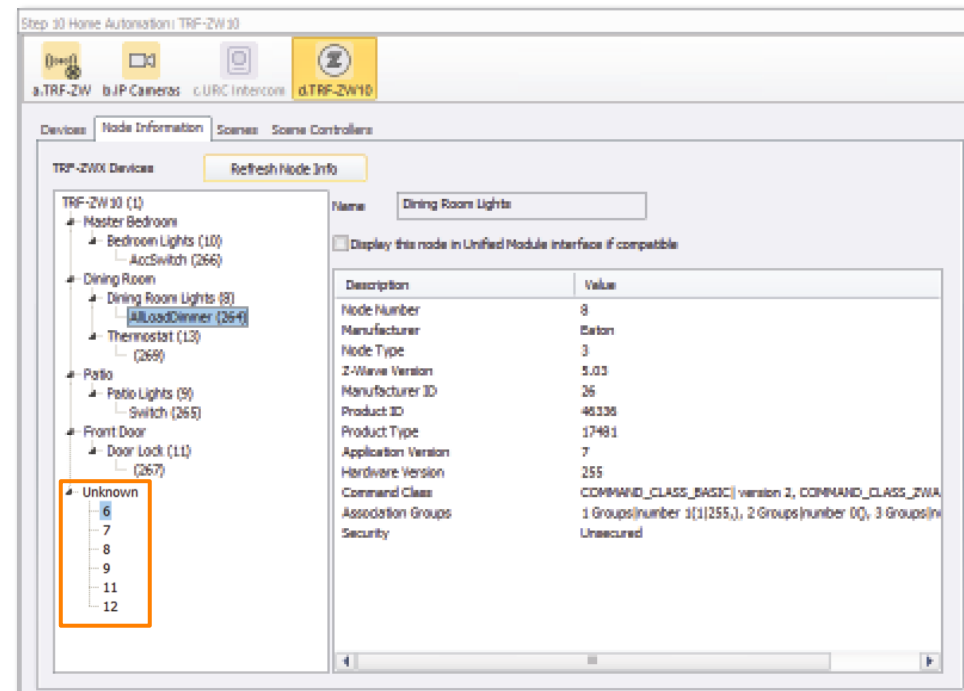 Step 10 Home Automation: TRF-ZW10
a.TRF-ZW b.IP Cameras c.URC Intercom d.TRF-ZW10
Devices Node Information Scenes Scene Controllers
TRF-ZWX Devices Refresh Node Info
TRF-ZW10 (1)
Master Bedroom
Bedroom Lights (10)
AccSwitch (266)
Dining Room
Dining Room Lights (8)
AllLoadDimmer (264)
Thermostat (13)
(269)
Patio
Patio Lights (9)
Switch (265)
Front Door
Door Lock (11)
(267)
Unknown
6
7
8
9
11
12
Name Dining Room Lights
Display this node in Unified Module interface if compatible
Description Value
Node Number 8
Manufacturer Eaton
Node Type 3
Z-Wave Version 5.03
Manufacturer ID 26
Product ID 46336
Product Type 17481
Application Version 7
Hardware Version 255
Command Class COMMAND_CLASS_BASIC| version 2, COMMAND_CLASS_ZWA
Association Groups 1 Groups|number 1(1|255,), 2 Groups|number 0(), 3 Groups|nu
Security Unsecured